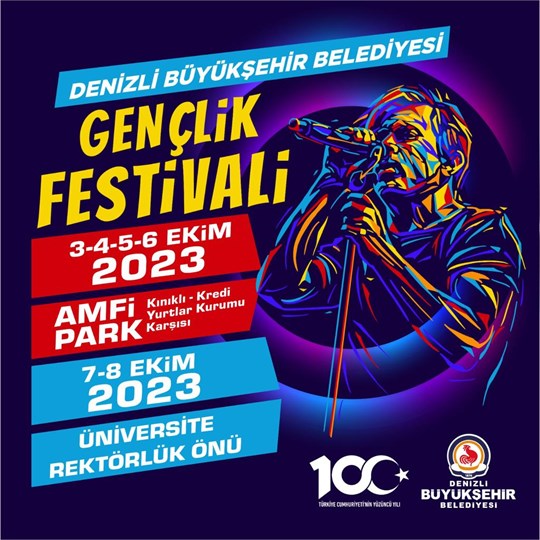 DENİZLİ BÜYÜKŞEHİR BELEDİYESİ
GENÇLİK
FESTİVALİ
3-4-5-6 EKİM
2023
AMFİ PARK
Kınıklı - Kredi
Yurtlar Kurumu
Karşısı
7-8 EKİM
2023
ÜNİVERSİTE
REKTÖRLÜK ÖNÜ
100
TÜRKİYE CUMHURİYETİ'NİN YÜZÜNCÜ YILI
DENİZLİ
BÜYÜKŞEHİR
BELEDİYESİ